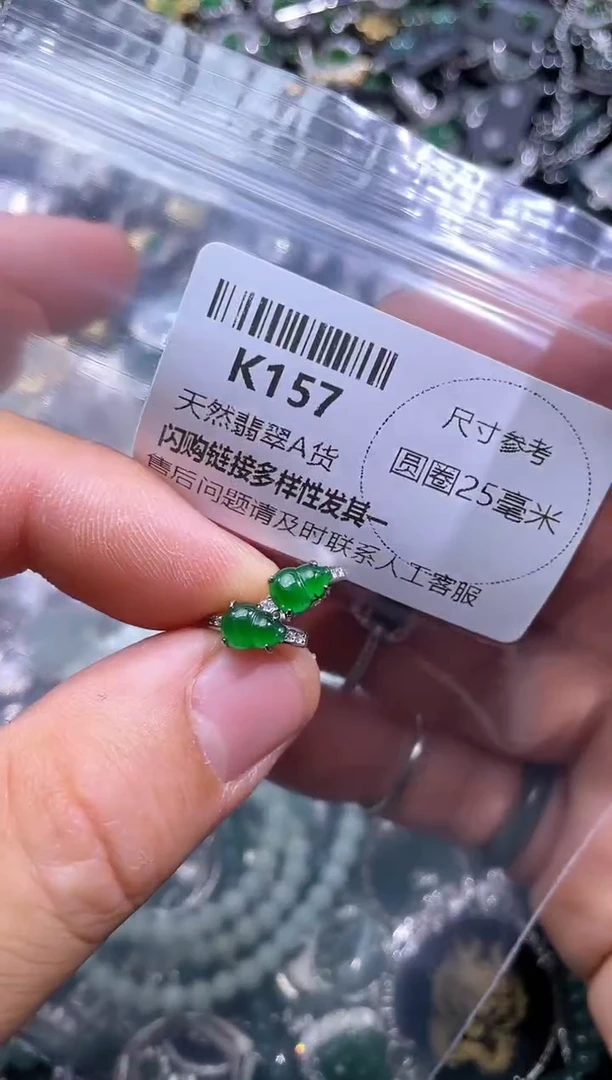 K157
天然翡翠A货
闪购链接多样性发其一
售后问题请及时联系人工客服
尺寸参考
圆圈25毫米